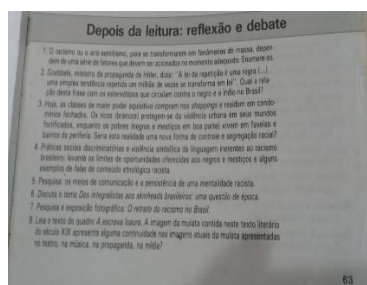 Depois da leitura: reflexão e debate
1 O racismo ou o anti-semitismo, para se transformarem em fenômenos de massa, depen-
dem de uma série de fatores que devem ser acionados no momento adequado. Enumere-os.
2 Goebbels, ministro da propaganda de Hitler, dizia: "A lei da repetição é uma regra (...)
uma simples tendência repetida um milhão de vezes se transforma em lei". Qual a rela-
ção desta frase com os estereótipos que circulam contra o negro e o índio no Brasil?
3 Hoje, as classes de maior poder aquisitivo compram nos shoppings e residem em condo-
mínios fechados. Os ricos (brancos) protegem-se da violência urbana em seus mundos
fortificados, enquanto os pobres (negros e mestiços em boa parte) vivem em favelas e
bairros da periferia. Seria esta realidade uma nova forma de controle e segregação racial?
4 Práticas sociais discriminatórias e violência simbólica da linguagem inerentes ao racismo
brasileiro: levante os limites de oportunidades oferecidos aos negros e mestiços e alguns
exemplos de falas de conteúdo etnológico racista.
5 Pesquisa: os meios de comunicação e a persistência de uma mentalidade racista.
6 Discuta o tema Dos integralistas aos skinheads brasileiros: uma questão de época.
7 Pesquisa e exposição fotográfica: O retrato do racismo no Brasil.
8 Leia o texto do quadro A escrava Isaura. A imagem da mulata contida neste texto literário
do século XIX apresenta alguma continuidade nas imagens atuais da mulata apresentadas
no teatro, na música, na propaganda, na mídia?
63